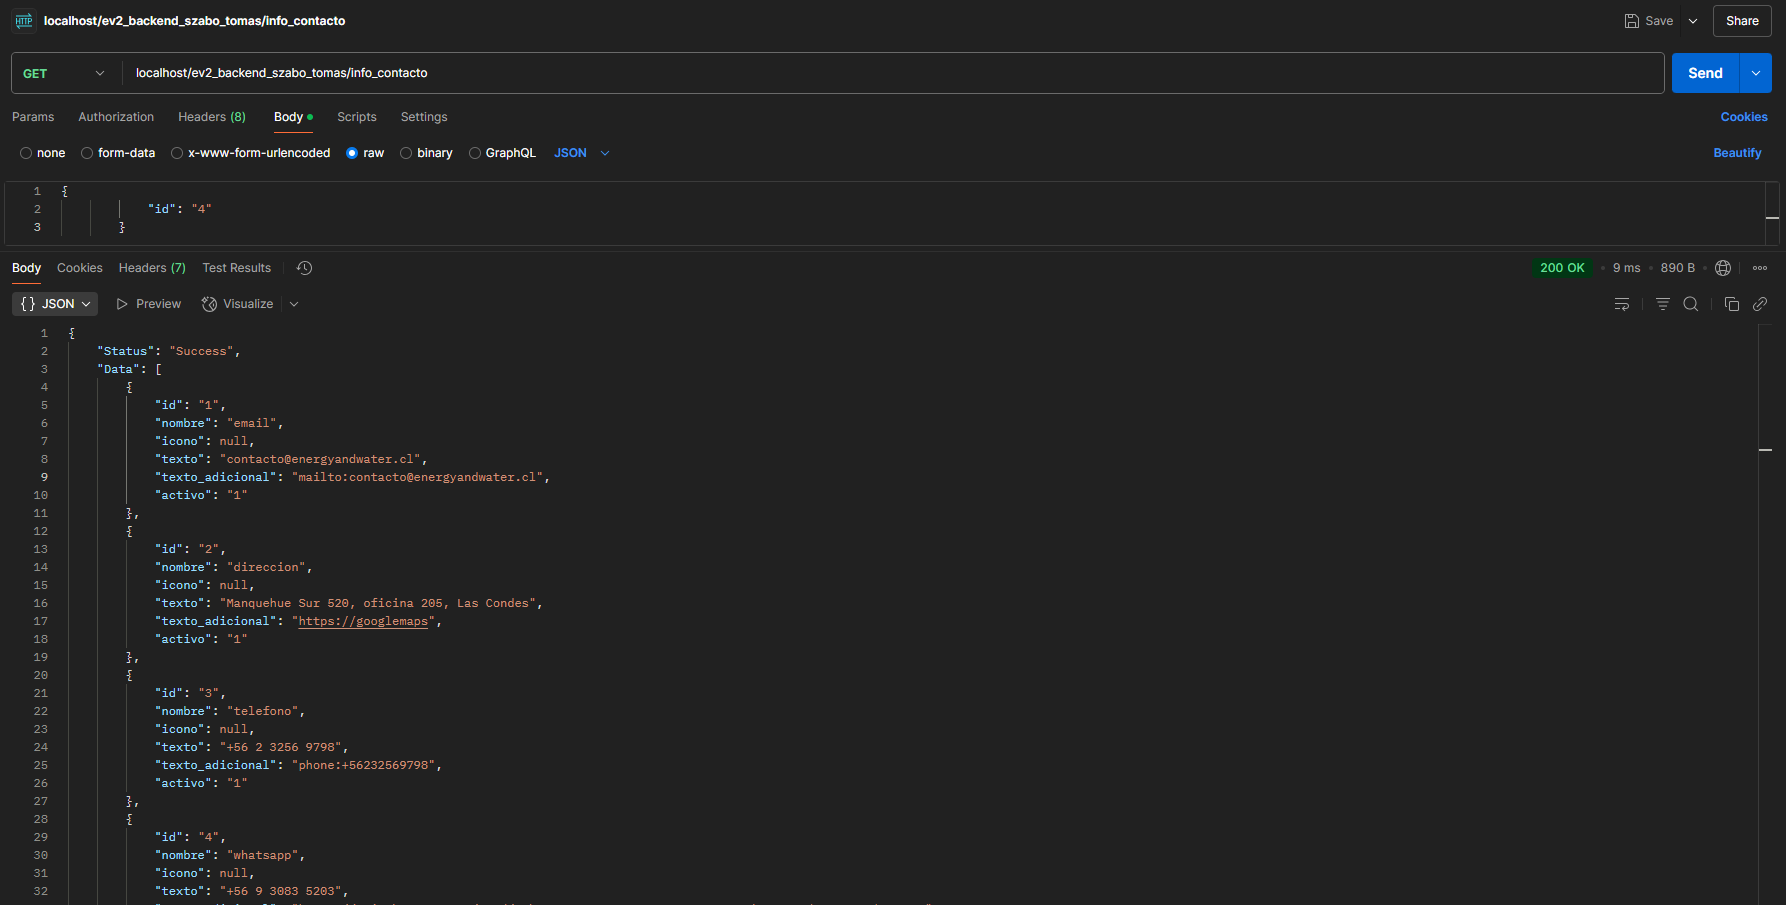 localhost/ev2_backend_szabo_tomas/info_contacto
Save
Share
GET
localhost/ev2_backend_szabo_tomas/info_contacto
Send
Params Authorization Headers (8) Body Scripts Settings
Cookies
none form-data x-www-form-urlencoded raw binary GraphQL JSON
Beautify
1 {
2 "id": "4"
3 }
Body Cookies Headers (7) Test Results
200 OK • 9 ms • 890 B •
{ } JSON Preview Visualize
1 {
2 "Status": "Success",
3 "Data": [
4 {
5 "id": "1",
6 "nombre": "email",
7 "icono": null,
8 "texto": "contacto@energyandwater.cl",
9 "texto_adicional": "mailto:contacto@energyandwater.cl",
10 "activo": "1"
11 },
12 {
13 "id": "2",
14 "nombre": "direccion",
15 "icono": null,
16 "texto": "Manquehue Sur 520, oficina 205, Las Condes",
17 "texto_adicional": "https://googlemaps",
18 "activo": "1"
19 },
20 {
21 "id": "3",
22 "nombre": "telefono",
23 "icono": null,
24 "texto": "+56 2 3256 9798",
25 "texto_adicional": "phone:+56232569798",
26 "activo": "1"
27 },
28 {
29 "id": "4",
30 "nombre": "whatsapp",
31 "icono": null,
32 "texto": "+56 9 3083 5203",